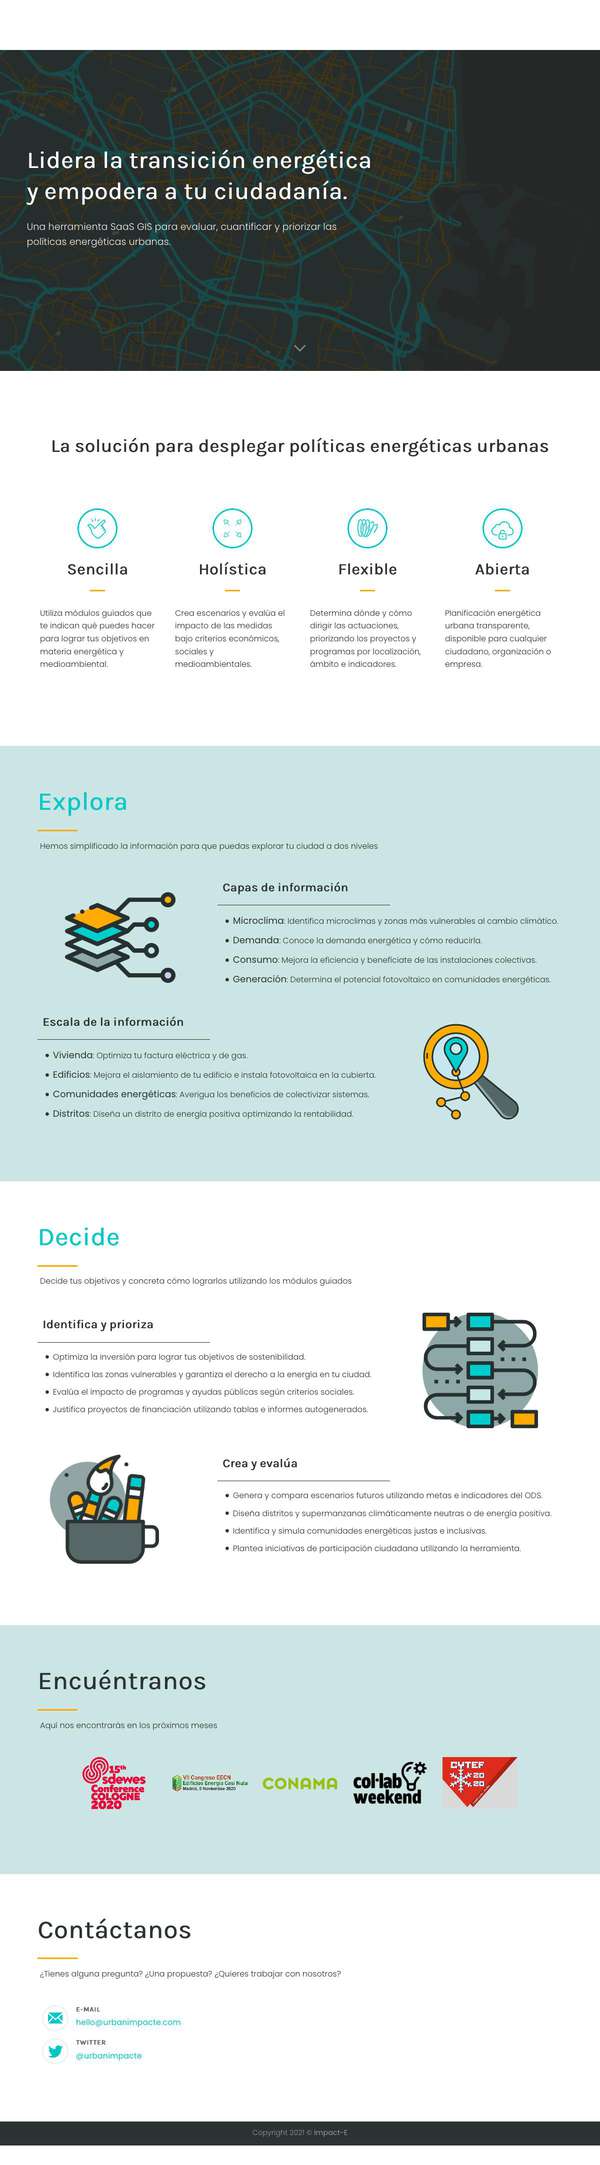 Lidera la transición energética
y empodera a tu ciudadanía.
Una herramienta SaaS GIS para evaluar, cuantificar y priorizar las
políticas energéticas urbanas.
La solución para desplegar políticas energéticas urbanas
Sencilla
Utiliza módulos guiados que
te indican qué puedes hacer
para lograr tus objetivos en
materia energética y
medioambiental.
Holística
Crea escenarios y evalúa el
impacto de las medidas
bajo criterios económicos,
sociales y
medioambientales.
Flexible
Determina dónde y cómo
dirigir las actuaciones,
priorizando los proyectos y
programas por localización,
ámbito e indicadores.
Abierta
Planificación energética
urbana transparente,
disponible para cualquier
ciudadano, organización o
empresa.
Explora
Hemos simplificado la información para que puedas explorar tu ciudad a dos niveles
Capas de información
• Microclima: Identifica microclimas y zonas más vulnerables al cambio climático.
• Demanda: Conoce la demanda energética y cómo reducirla.
• Consumo: Mejora la eficiencia y benefíciate de las instalaciones colectivas.
• Generación: Determina el potencial fotovoltaico en comunidades energéticas.
Escala de la información
• Vivienda: Optimiza tu factura eléctrica y de gas.
• Edificios: Mejora el aislamiento de tu edificio e instala fotovoltaica en la cubierta.
• Comunidades energéticas: Averigua los beneficios de colectivizar sistemas.
• Distritos: Diseña un distrito de energía positiva optimizando la rentabilidad.
Decide
Decide tus objetivos y concreta cómo lograrlos utilizando los módulos guiados
Identifica y prioriza
• Optimiza la inversión para lograr tus objetivos de sostenibilidad.
• Identifica las zonas vulnerables y garantiza el derecho a la energía en tu ciudad.
• Evalúa el impacto de programas y ayudas públicas según criterios sociales.
• Justifica proyectos de financiación utilizando tablas e informes autogenerados.
Crea y evalúa
• Genera y compara escenarios futuros utilizando metas e indicadores del ODS.
• Diseña distritos y supermanzanas climáticamente neutras o de energía positiva.
• Identifica y simula comunidades energéticas justas e inclusivas.
• Plantea iniciativas de participación ciudadana utilizando la herramienta.
Encuéntranos
Aquí nos encontrarás en los próximos meses
15th
sdewes
Conference
COLOGNE
2020
VI Congreso EECN
Edificios Energía Casi Nula
Madrid, 5 Noviembre 2020
CONAMA
col·lab
weekend
CYTEF
20
20
Contáctanos
¿Tienes alguna pregunta? ¿Una propuesta? ¿Quieres trabajar con nosotros?
E-MAIL
hello@urbanimpacte.com
TWITTER
@urbanimpacte
Copyright 2021 © Impact-E